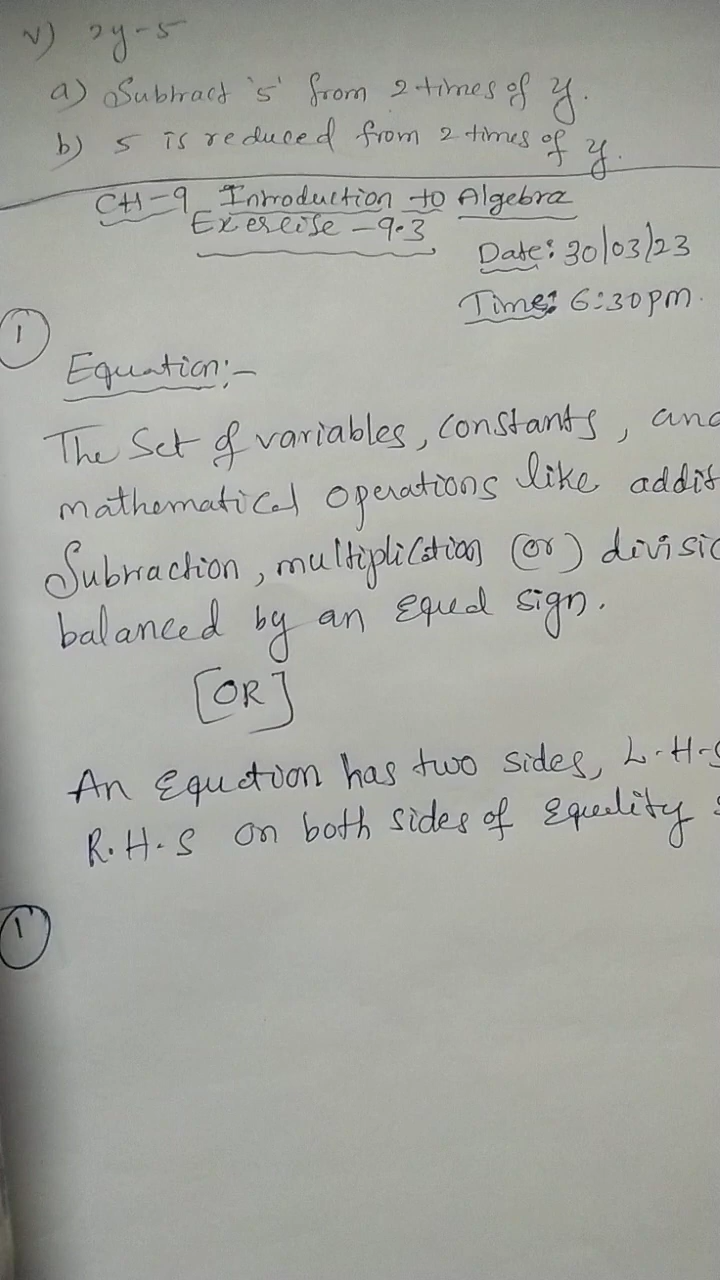 v) 2y-5
a) Subtract '5' from 2 times of y.
b) 5 is reduced from 2 times of y.
CH-9 Introduction to Algebra
Exercise - 9.3
Date: 30/03/23
Time: 6:30pm.
1
Equation:-
The Set of variables, constants, and
mathematical operations like addit
Subtraction, multiplication (or) divisio
balanced by an equal sign.
[OR]
An Equation has two sides, L.H.S
R.H.S on both sides of Equality s
1